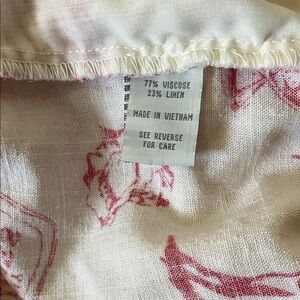 77% VISCOSE
23% LINEN
MADE IN VIETNAM
SEE REVERSE
FOR CARE